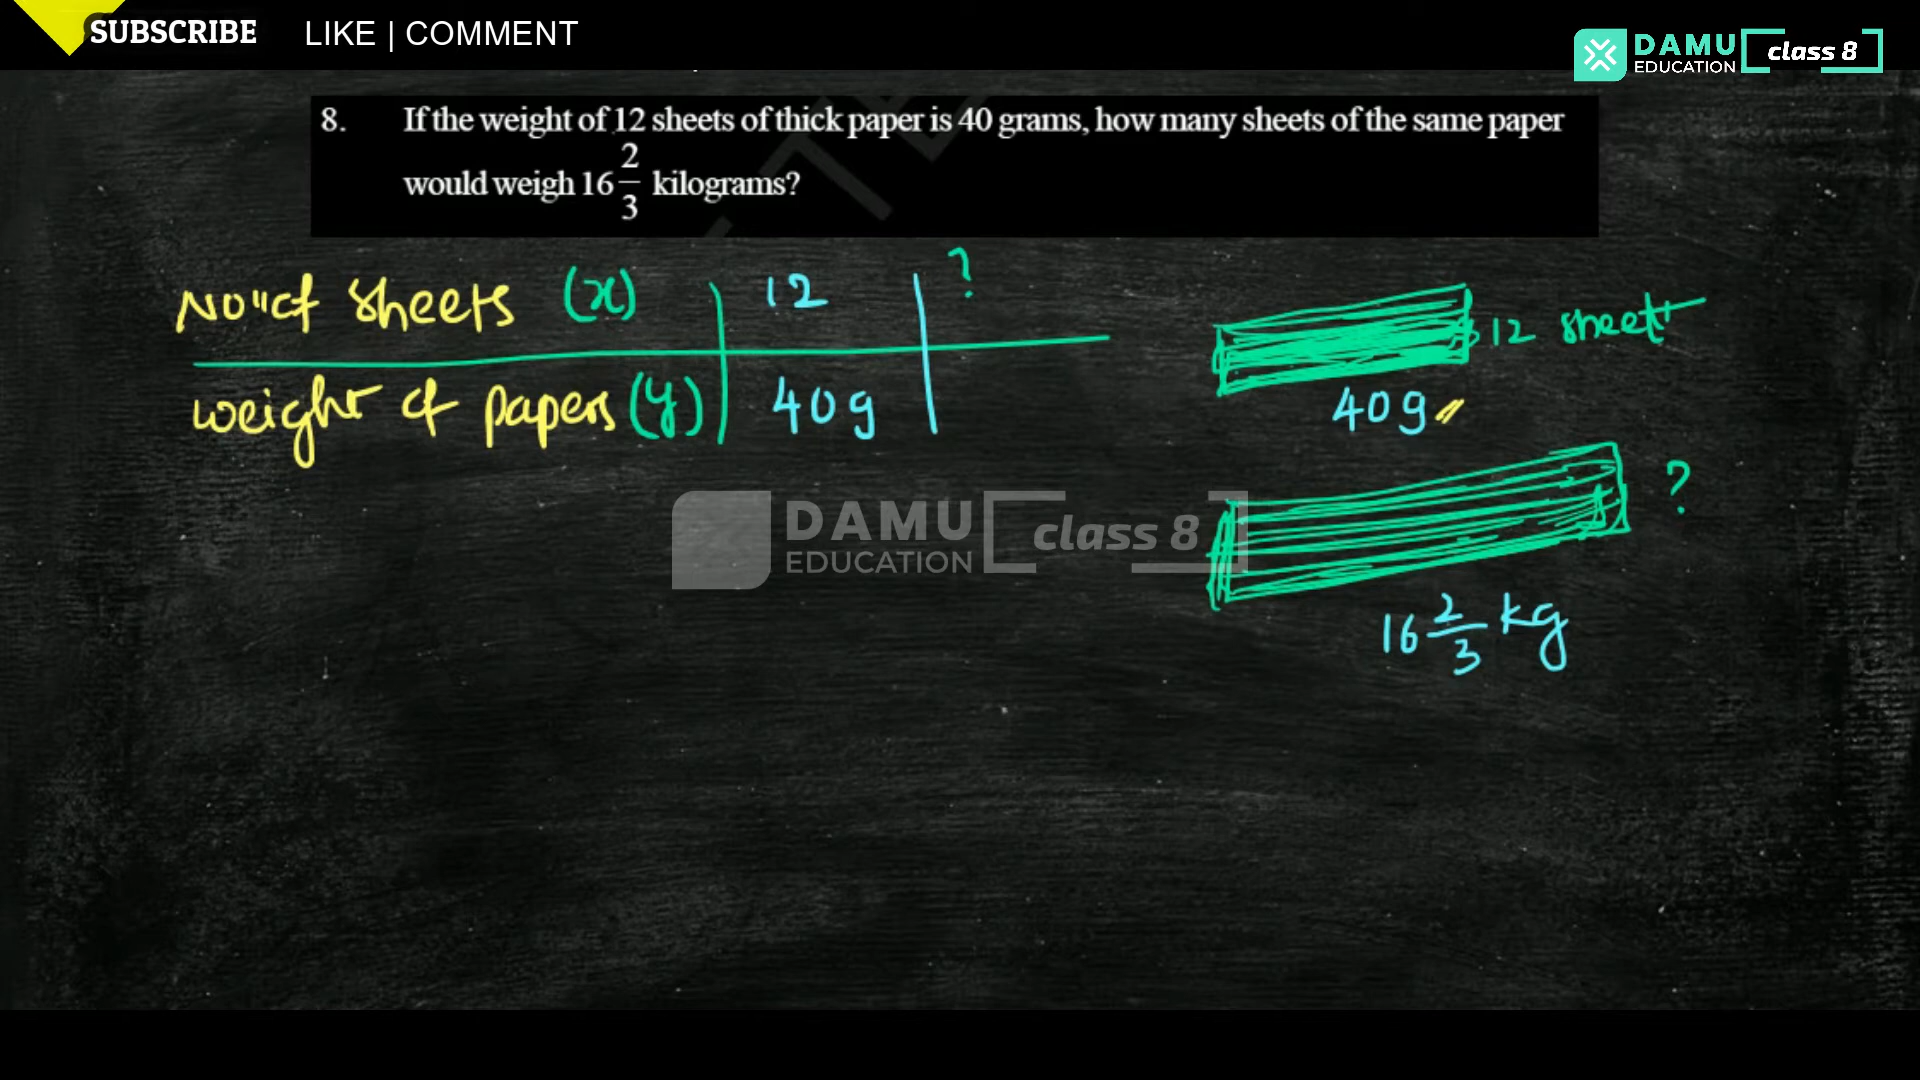 SUBSCRIBE LIKE | COMMENT
DAMU EDUCATION class 8
8. If the weight of 12 sheets of thick paper is 40 grams, how many sheets of the same paper
would weigh 16 2/3 kilograms?
No" of sheets (x) 12 ?
weight of papers (y) 40g
12 sheet
40g
?
16 2/3 kg
DAMU EDUCATION class 8